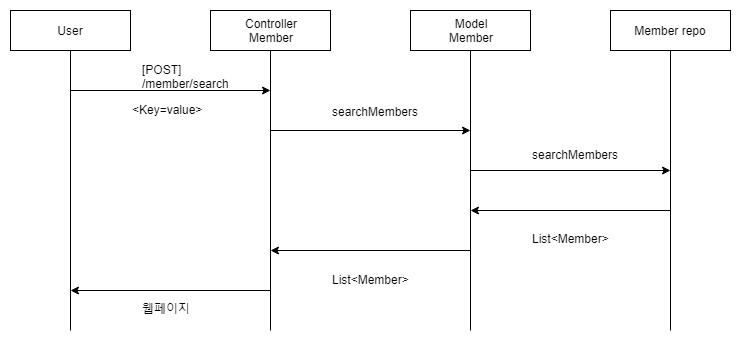 User
Controller
Member
Model
Member
Member repo
[POST]
/member/search
<Key=value>
searchMembers
searchMembers
List<Member>
List<Member>
웹페이지